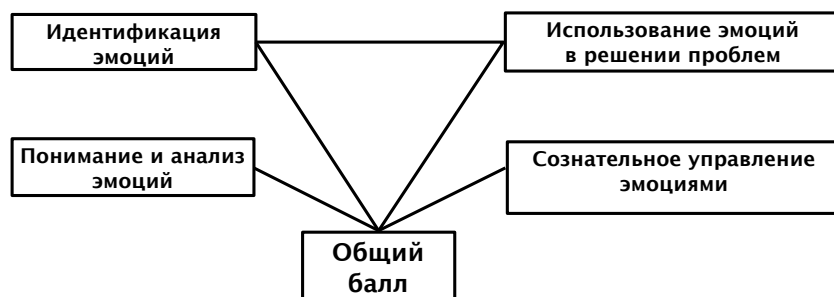 Идентификация
эмоций
Использование эмоций
в решении проблем
Понимание и анализ
эмоций
Сознательное управление
эмоциями
Общий
балл